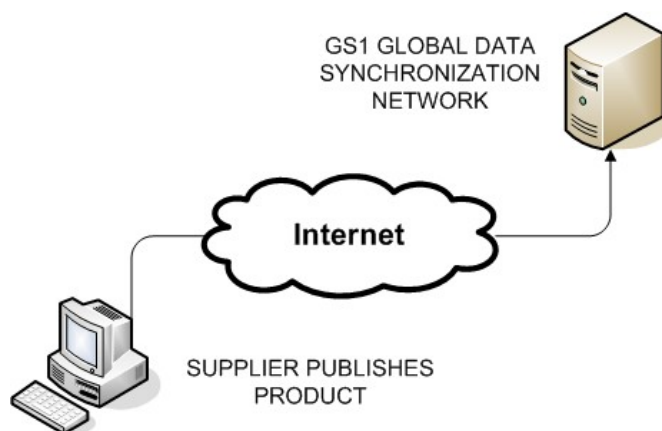 GS1 GLOBAL DATA
SYNCHRONIZATION
NETWORK
Internet
SUPPLIER PUBLISHES
PRODUCT